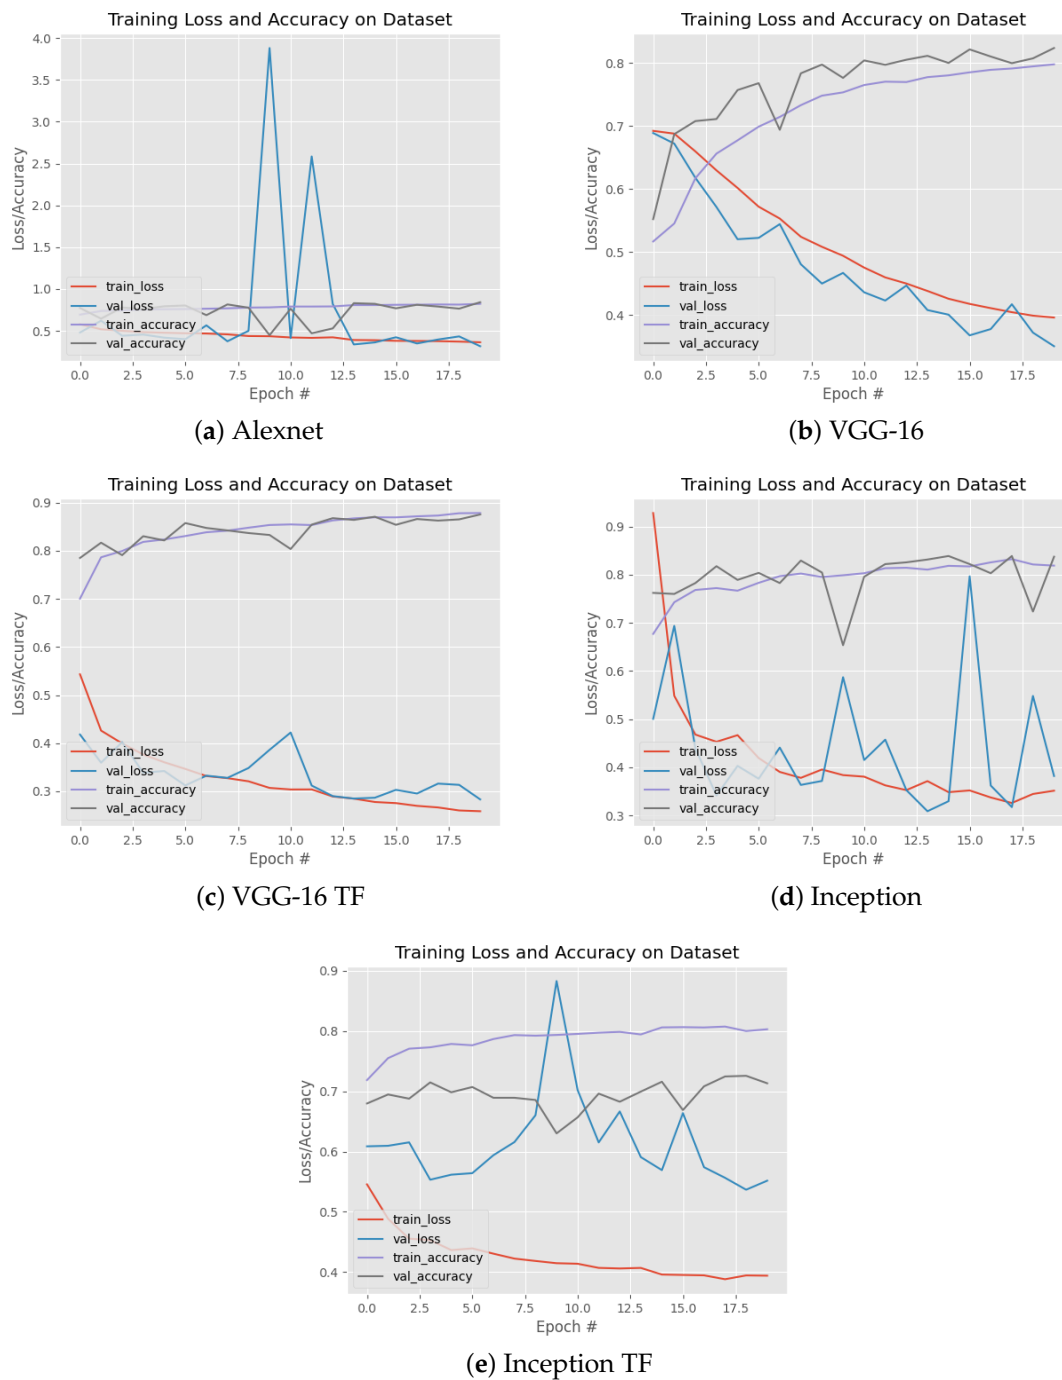 Training Loss and Accuracy on Dataset
4.0
3.5
3.0
2.5
2.0
1.5
1.0
0.5
Loss/Accuracy
train_loss
val_loss
train_accuracy
val_accuracy
0.0 2.5 5.0 7.5 10.0 12.5 15.0 17.5
Epoch #
(a) Alexnet
Training Loss and Accuracy on Dataset
0.8
0.7
0.6
0.5
0.4
Loss/Accuracy
train_loss
val_loss
train_accuracy
val_accuracy
0.0 2.5 5.0 7.5 10.0 12.5 15.0 17.5
Epoch #
(b) VGG-16
Training Loss and Accuracy on Dataset
0.9
0.8
0.7
0.6
0.5
0.4
0.3
Loss/Accuracy
train_loss
val_loss
train_accuracy
val_accuracy
0.0 2.5 5.0 7.5 10.0 12.5 15.0 17.5
Epoch #
(c) VGG-16 TF
Training Loss and Accuracy on Dataset
0.9
0.8
0.7
0.6
0.5
0.4
0.3
Loss/Accuracy
train_loss
val_loss
train_accuracy
val_accuracy
0.0 2.5 5.0 7.5 10.0 12.5 15.0 17.5
Epoch #
(d) Inception
Training Loss and Accuracy on Dataset
0.9
0.8
0.7
0.6
0.5
0.4
Loss/Accuracy
train_loss
val_loss
train_accuracy
val_accuracy
0.0 2.5 5.0 7.5 10.0 12.5 15.0 17.5
Epoch #
(e) Inception TF